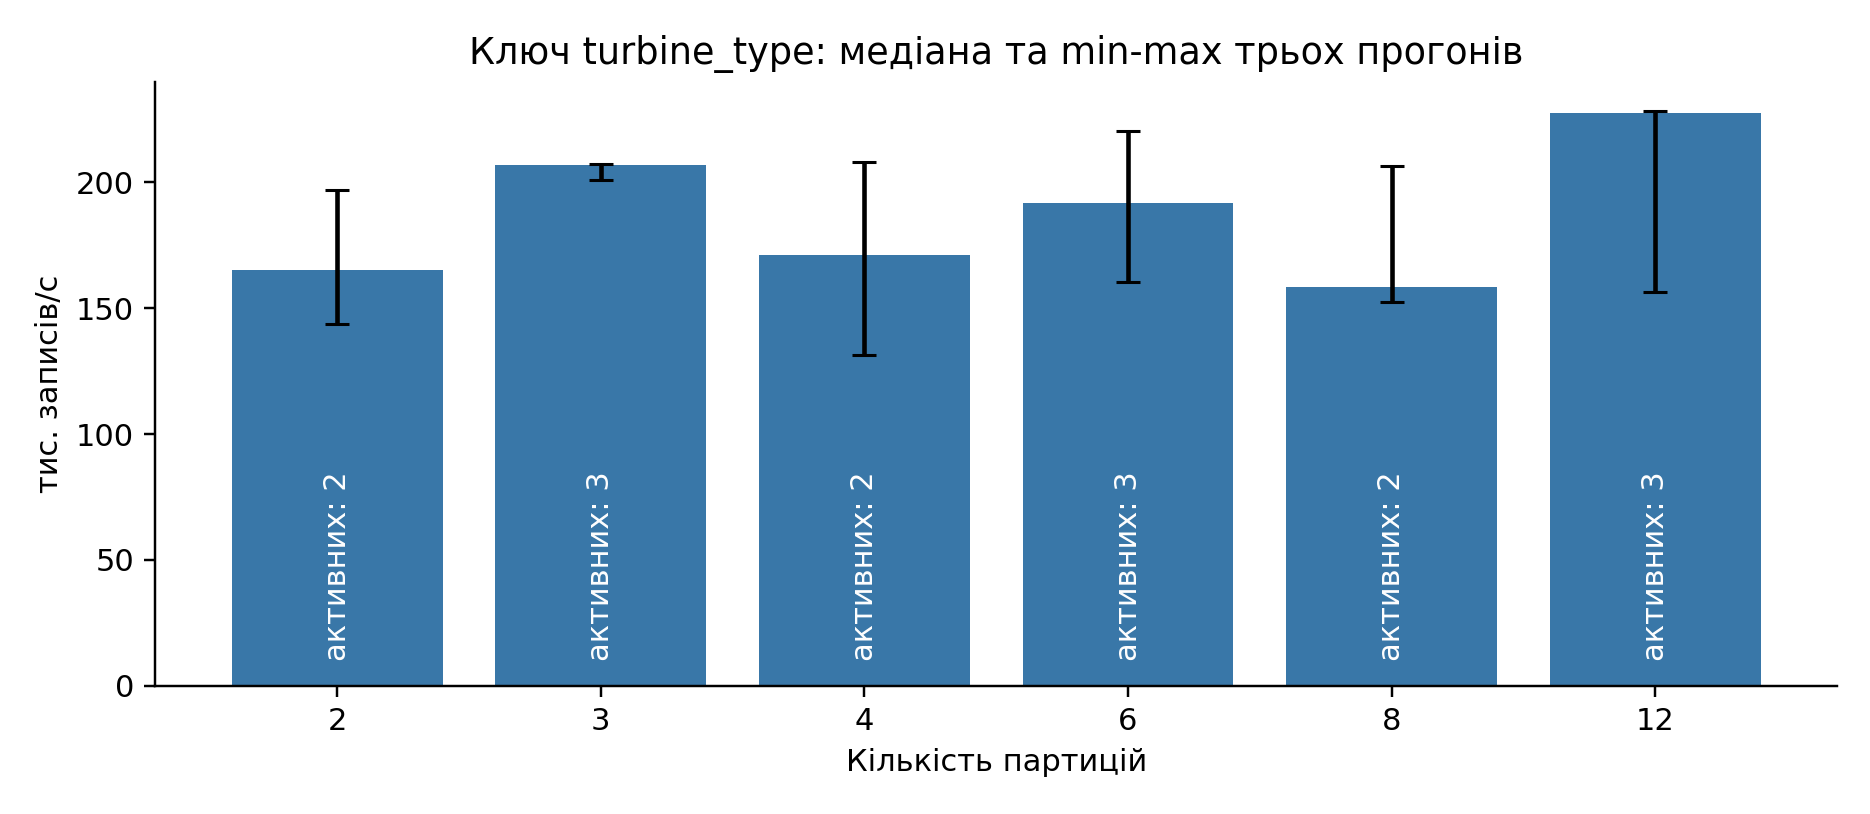 Ключ turbine_type: медіана та min-max трьох прогонів
тис. записів/с
200
150
100
50
0
активних: 2
активних: 3
активних: 2
активних: 3
активних: 2
активних: 3
2 3 4 6 8 12
Кількість партицій